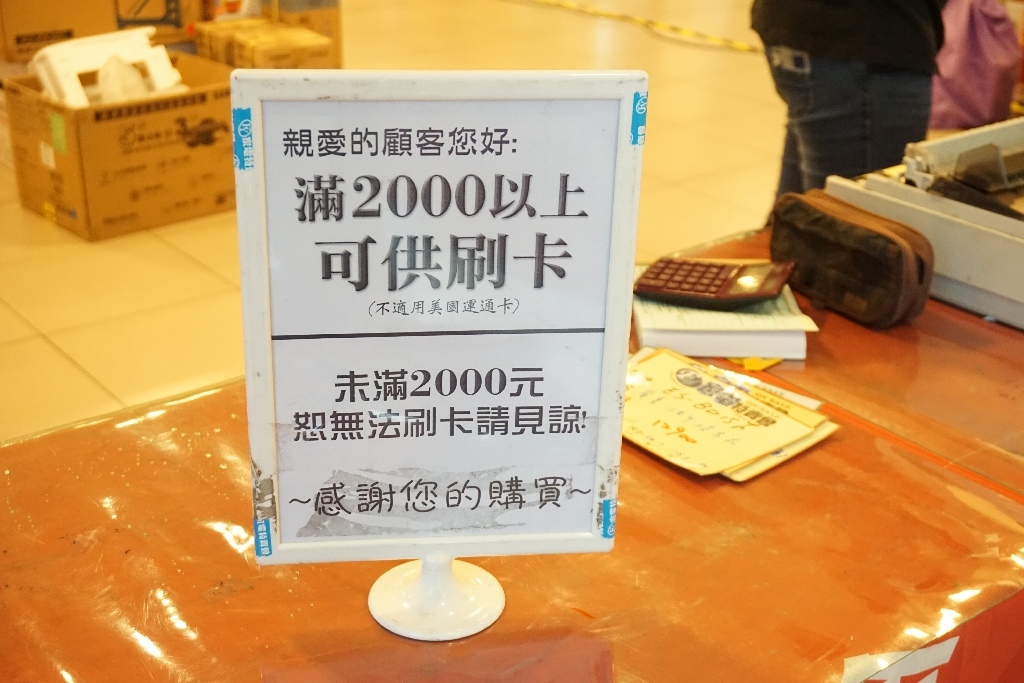 親愛的顧客您好:
滿2000以上
可供刷卡
(不適用美國運通卡)
未滿2000元
恕無法刷卡請見諒!
~感謝您的購買~